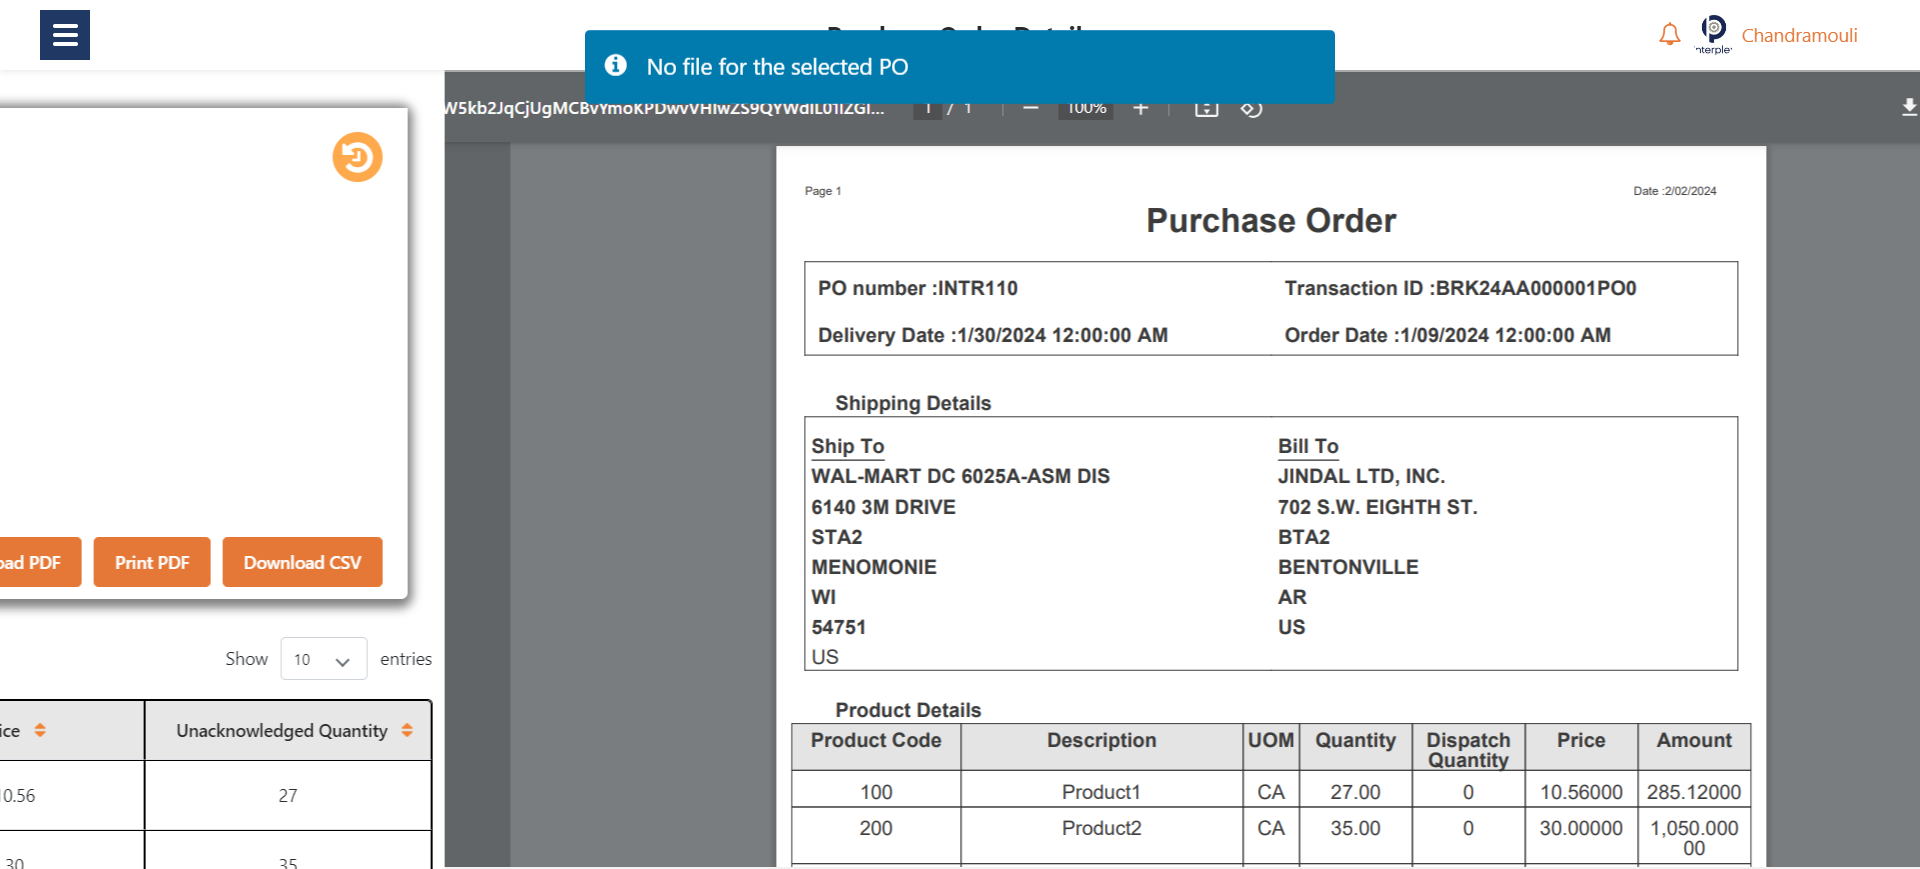 No file for the selected PO
Chandramouli
1 / 1
100%
Page 1
Date :2/02/2024
Purchase Order
PO number :INTR110
Transaction ID :BRK24AA000001PO0
Delivery Date :1/30/2024 12:00:00 AM
Order Date :1/09/2024 12:00:00 AM
Shipping Details
Ship To
Bill To
WAL-MART DC 6025A-ASM DIS
JINDAL LTD, INC.
6140 3M DRIVE
702 S.W. EIGHTH ST.
STA2
BTA2
MENOMONIE
BENTONVILLE
WI
AR
54751
US
US
Product Details
Product Code Description UOM Quantity Dispatch Quantity Price Amount
100 Product1 CA 27.00 0 10.56000 285.12000
200 Product2 CA 35.00 0 30.00000 1,050.000
00
oad PDF
Print PDF
Download CSV
Show 10 entries
ice Unacknowledged Quantity
0.56 27
30 35